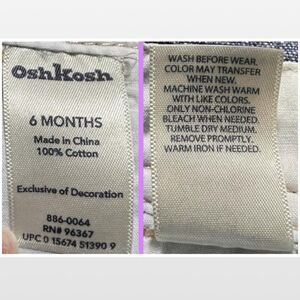 OshKosh
6 MONTHS
Made in China
100% Cotton
Exclusive of Decoration
886-0064
RN# 96367
UPC 0 15674 51390 9
WASH BEFORE WEAR.
COLOR MAY TRANSFER
WHEN NEW.
MACHINE WASH WARM
WITH LIKE COLORS.
ONLY NON-CHLORINE
BLEACH WHEN NEEDED.
TUMBLE DRY MEDIUM.
REMOVE PROMPTLY.
WARM IRON IF NEEDED.